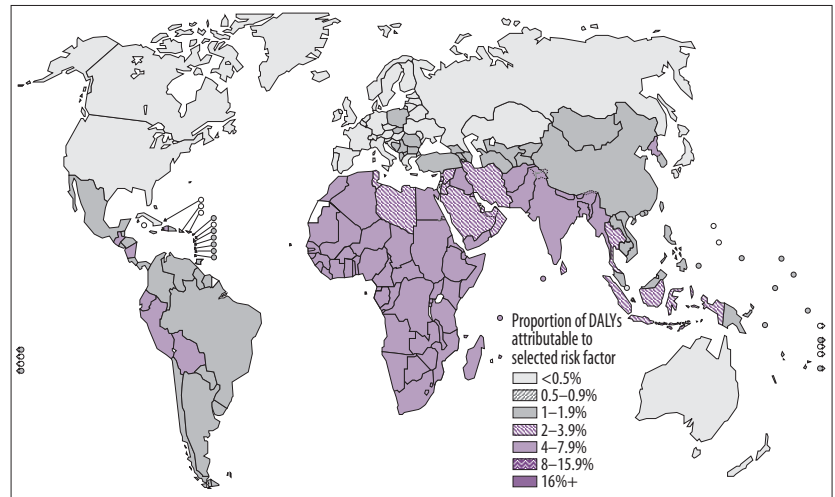 Proportion of DALYs
attributable to
selected risk factor
<0.5%
0.5–0.9%
1–1.9%
2–3.9%
4–7.9%
8–15.9%
16%+